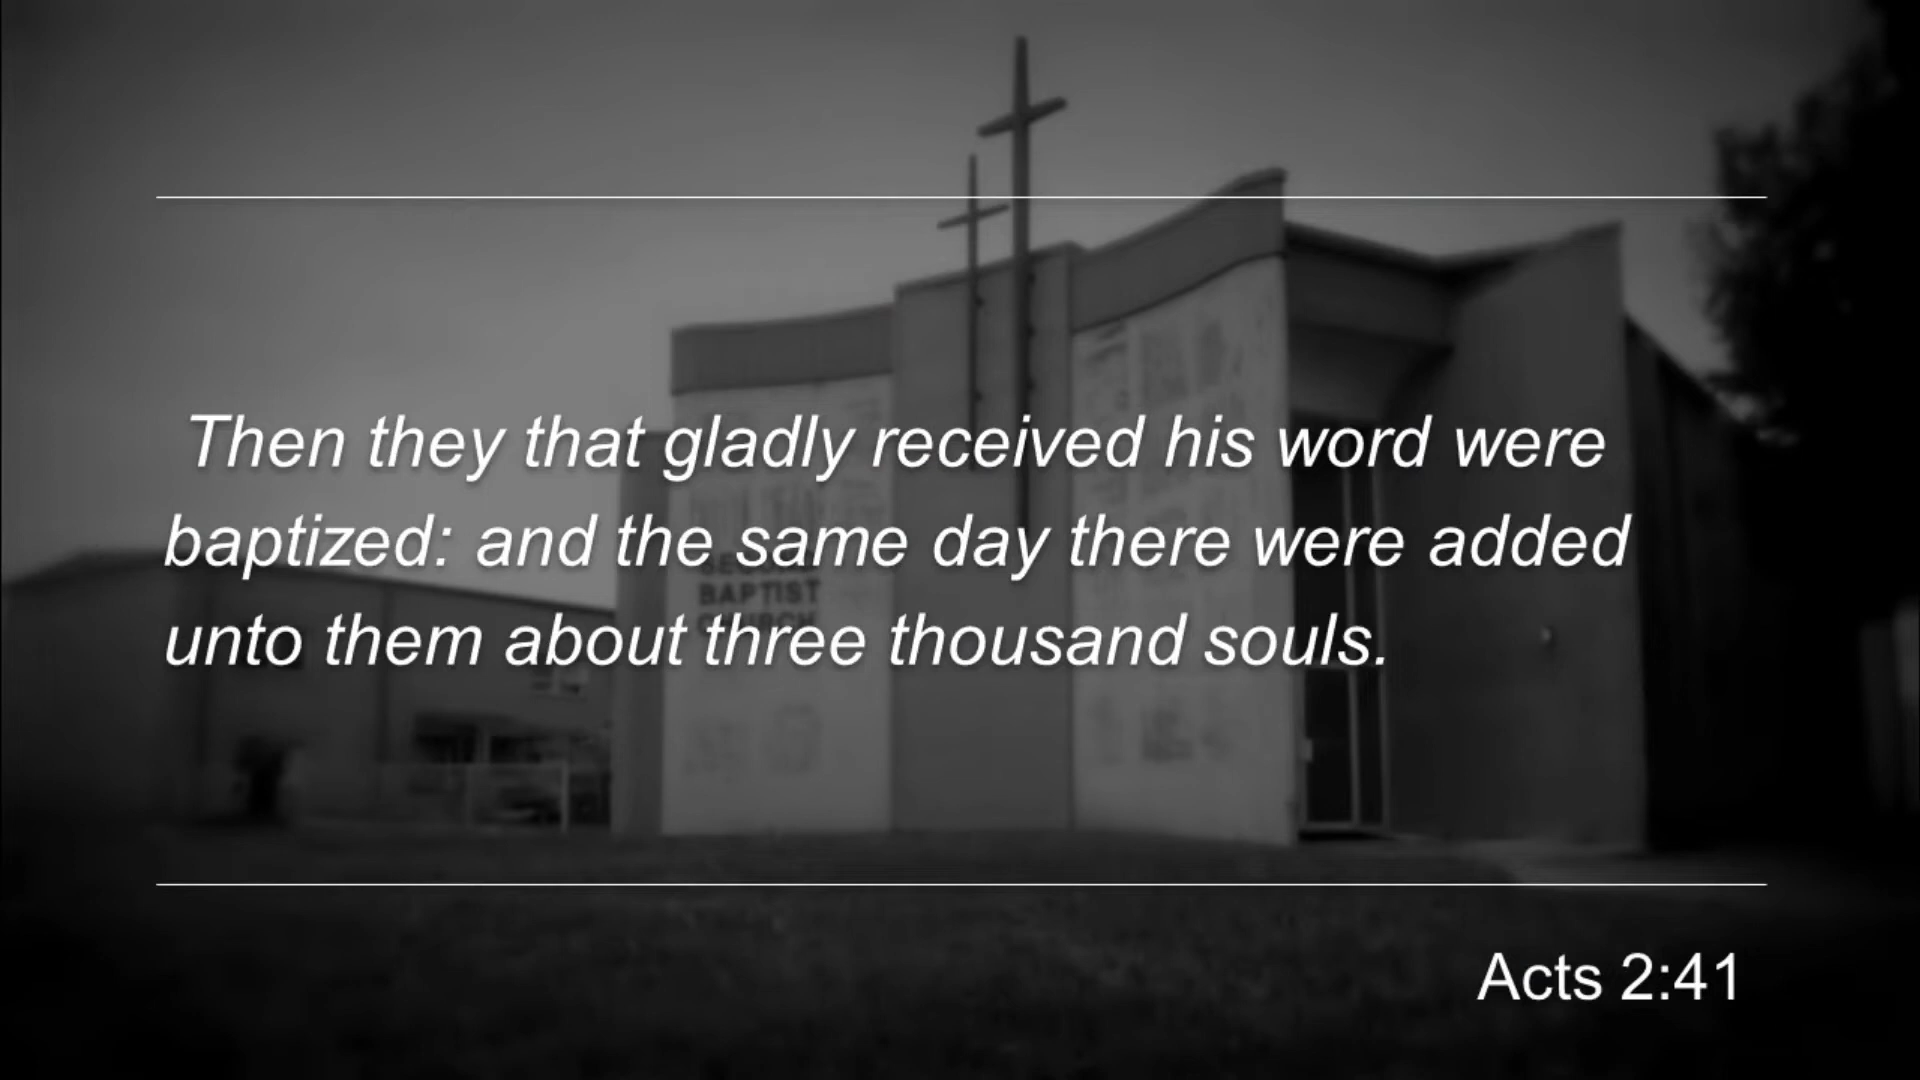 Then they that gladly received his word were
baptized: and the same day there were added
unto them about three thousand souls.
BAPTIST
CHURCH
Acts 2:41